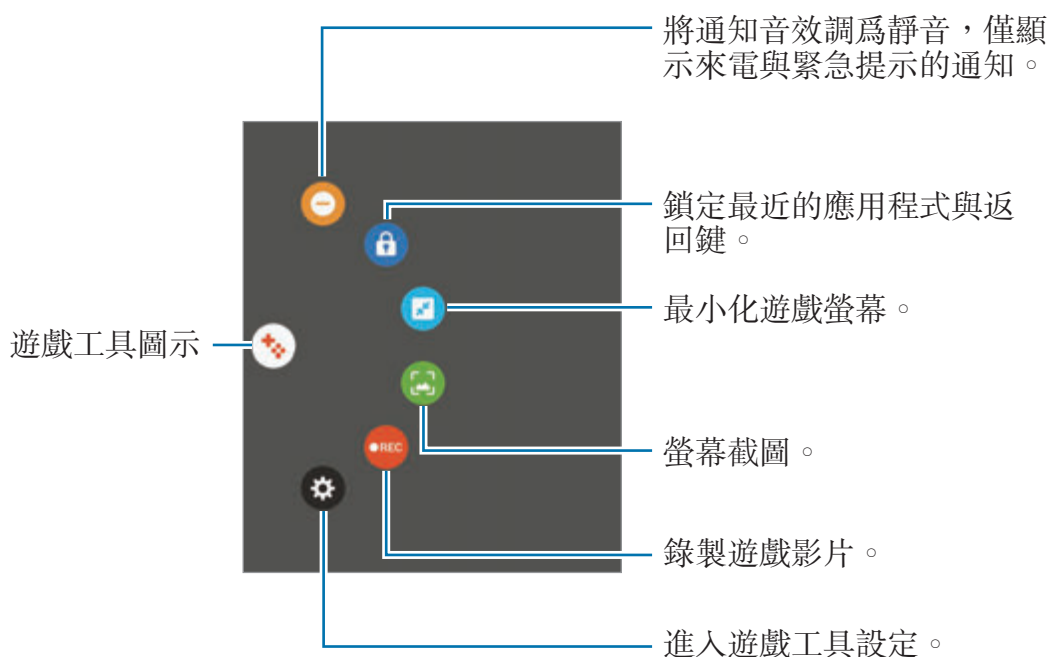 將通知音效調爲靜音，僅顯
示來電與緊急提示的通知。
鎖定最近的應用程式與返
回鍵。
最小化遊戲螢幕。
遊戲工具圖示
螢幕截圖。
REC
錄製遊戲影片。
進入遊戲工具設定。